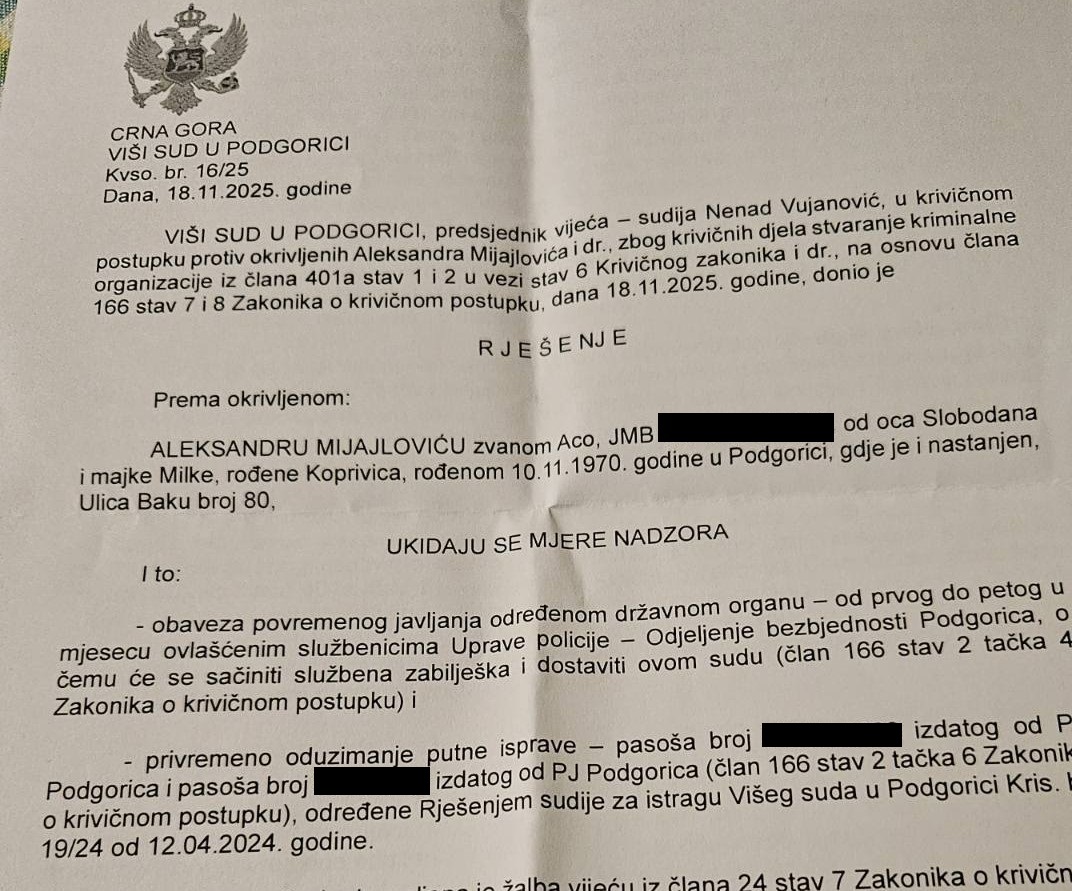 CRNA GORA
VIŠI SUD U PODGORICI
Kvso. br. 16/25
Dana, 18.11.2025. godine
VIŠI SUD U PODGORICI, predsjednik vijeća – sudija Nenad Vujanović, u krivičnom
postupku protiv okrivljenih Aleksandra Mijajlovića i dr., zbog krivičnih djela stvaranje kriminalne
organizacije iz člana 401a stav 1 i 2 u vezi stav 6 Krivičnog zakonika i dr., na osnovu člana
166 stav 7 i 8 Zakonika o krivičnom postupku, dana 18.11.2025. godine, donio je
R J E Š E NJ E
Prema okrivljenom:
ALEKSANDRU MIJAJLOVIĆU zvanom Aco, JMB od oca Slobodana
i majke Milke, rođene Koprivica, rođenom 10.11.1970. godine u Podgorici, gdje je i nastanjen,
Ulica Baku broj 80,
UKIDAJU SE MJERE NADZORA
I to:
- obaveza povremenog javljanja određenom državnom organu – od prvog do petog u
mjesecu ovlašćenim službenicima Uprave policije – Odjeljenje bezbjednosti Podgorica, o
čemu će se sačiniti službena zabilješka i dostaviti ovom sudu (član 166 stav 2 tačka 4
Zakonika o krivičnom postupku) i
- privremeno oduzimanje putne isprave – pasoša broj izdatog od P
Podgorica i pasoša broj izdatog od PJ Podgorica (član 166 stav 2 tačka 6 Zakonik
o krivičnom postupku), određene Rješenjem sudije za istragu Višeg suda u Podgorici Kris.
19/24 od 12.04.2024. godine.
žalba vijeću iz člana 24 stav 7 Zakonika o krivičn